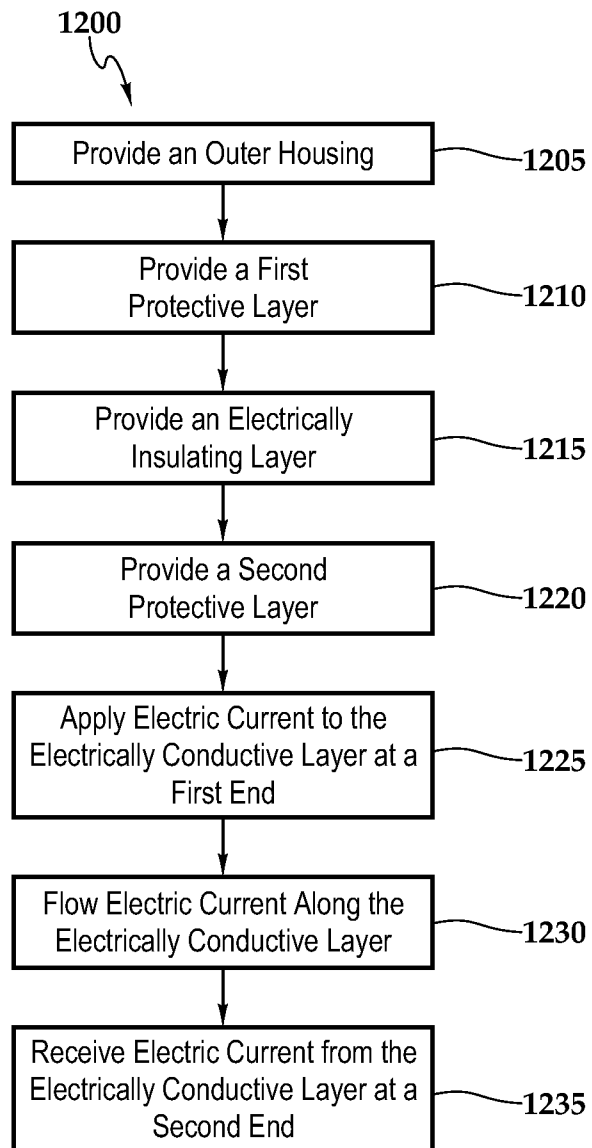 1200
Provide an Outer Housing
1205
Provide a First
Protective Layer
1210
Provide an Electrically
Insulating Layer
1215
Provide a Second
Protective Layer
1220
Apply Electric Current to the
Electrically Conductive Layer at a
First End
1225
Flow Electric Current Along the
Electrically Conductive Layer
1230
Receive Electric Current from the
Electrically Conductive Layer at a
Second End
1235